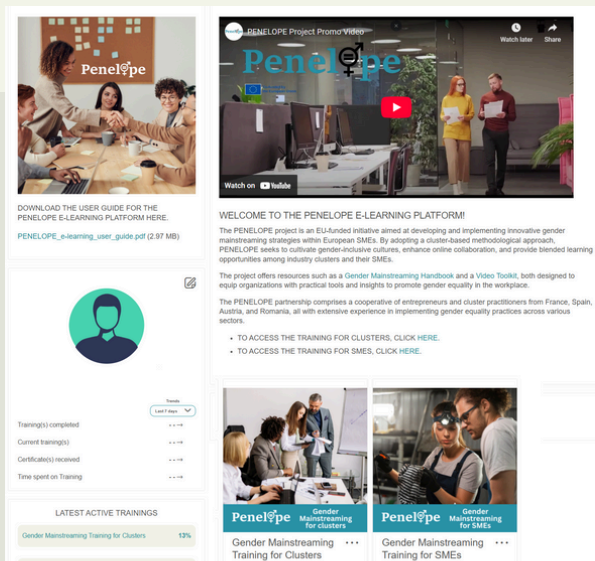 Penelope
DOWNLOAD THE USER GUIDE FOR THE
PENELOPE E-LEARNING PLATFORM HERE.
PENELOPE_e-learning_user_guide.pdf (2.97 MB)
Trends
Last 7 days
Training(s) completed
- - →
Current training(s)
- - →
Certificate(s) received
- - →
Time spent on Training
- - →
LATEST ACTIVE TRAININGS
Gender Mainstreaming Training for Clusters 13%
PENELOPE Project Promo Video
Watch later
Share
Penelope
Watch on YouTube
WELCOME TO THE PENELOPE E-LEARNING PLATFORM!
The PENELOPE project is an EU-funded initiative aimed at developing and implementing innovative gender
mainstreaming strategies within European SMEs. By adopting a cluster-based methodological approach,
PENELOPE seeks to cultivate gender-inclusive cultures, enhance online collaboration, and provide blended learning
opportunities among industry clusters and their SMEs.
The project offers resources such as a Gender Mainstreaming Handbook and a Video Toolkit, both designed to
equip organizations with practical tools and insights to promote gender equality in the workplace.
The PENELOPE partnership comprises a cooperative of entrepreneurs and cluster practitioners from France, Spain,
Austria, and Romania, all with extensive experience in implementing gender equality practices across various
sectors.
• TO ACCESS THE TRAINING FOR CLUSTERS, CLICK HERE.
• TO ACCESS THE TRAINING FOR SMES, CLICK HERE.
Penelope
Gender
Mainstreaming
for clusters
Gender Mainstreaming
Training for Clusters
Penelope
Gender
Mainstreaming
for SMEs
Gender Mainstreaming
Training for SMEs